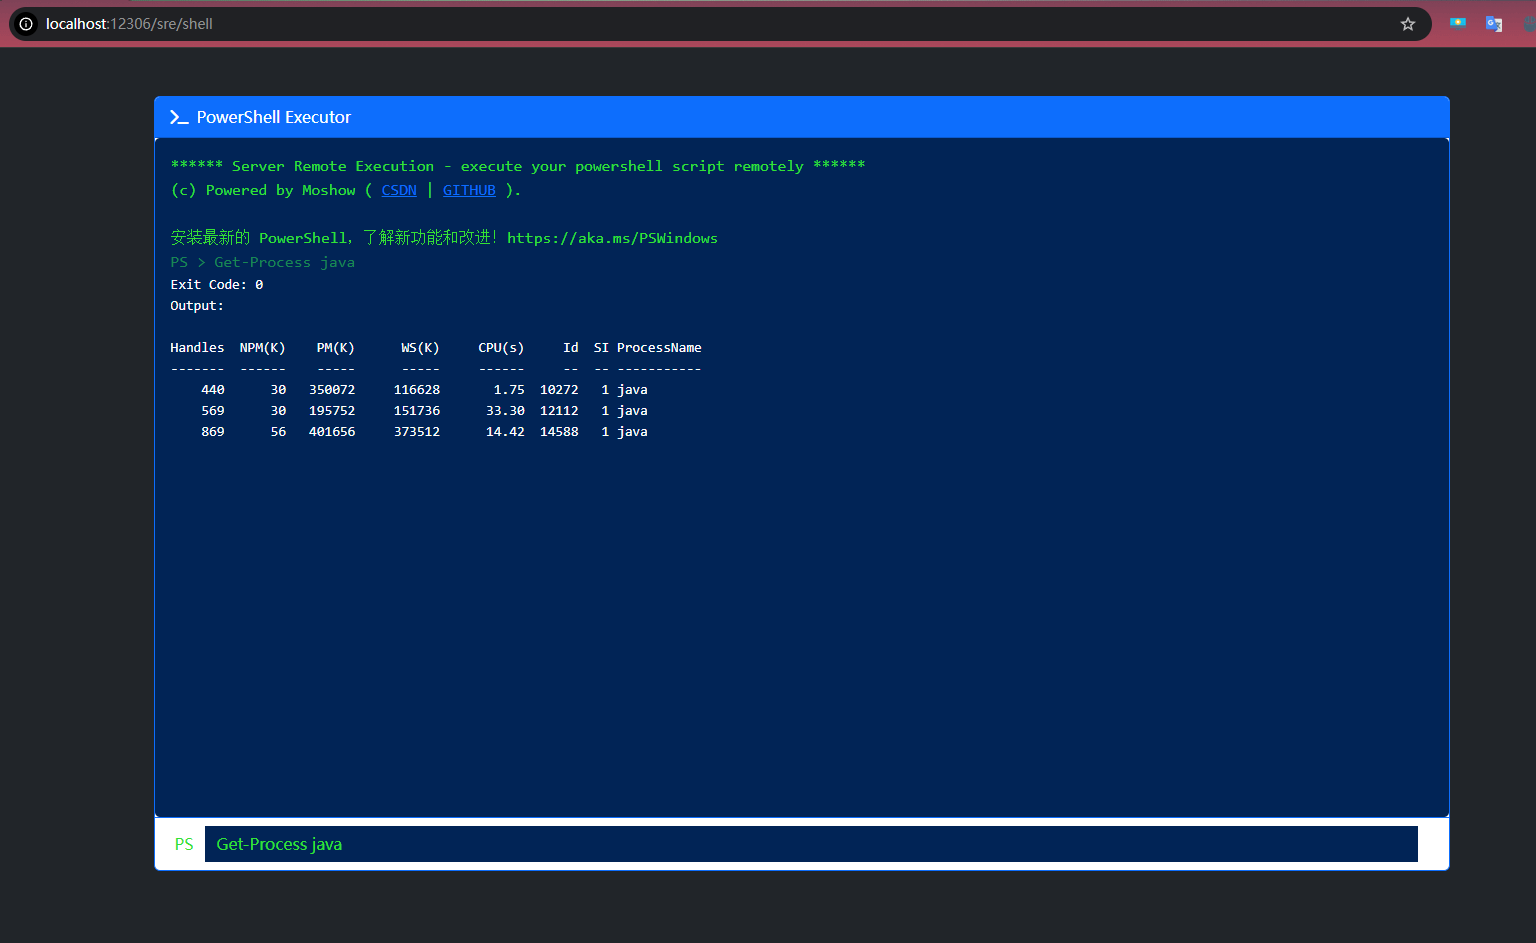 localhost:12306/sre/shell
PowerShell Executor
****** Server Remote Execution - execute your powershell script remotely ******
(c) Powered by Moshow ( CSDN | GITHUB ).
安装最新的 PowerShell，了解新功能和改进！https://aka.ms/PSWindows
PS > Get-Process java
Exit Code: 0
Output:
Handles  NPM(K)    PM(K)      WS(K)     CPU(s)     Id  SI ProcessName
-------  ------    -----      -----     ------     --  -- -----------
    440      30   350072     116628       1.75  10272   1 java
    569      30   195752     151736      33.30  12112   1 java
    869      56   401656     373512      14.42  14588   1 java
PS Get-Process java